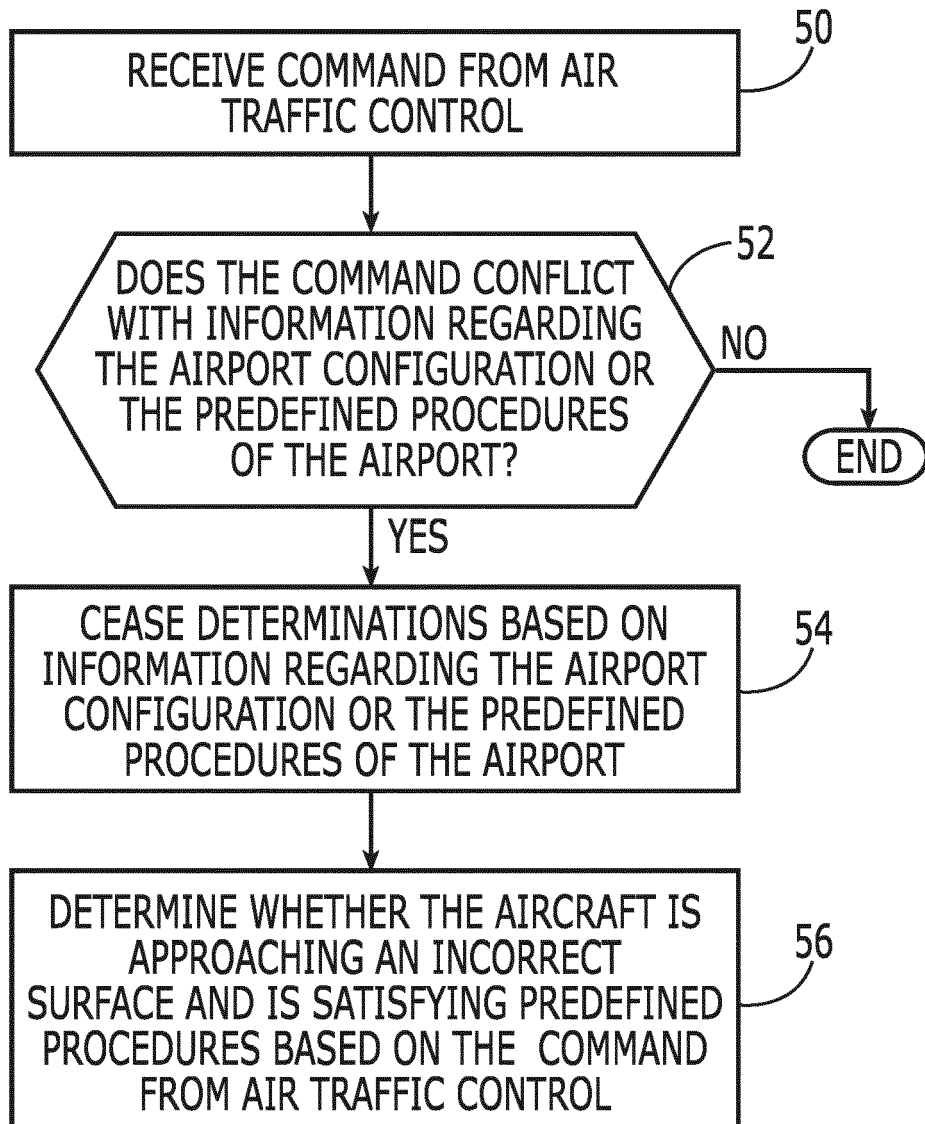 50
RECEIVE COMMAND FROM AIR
TRAFFIC CONTROL
52
DOES THE COMMAND CONFLICT
WITH INFORMATION REGARDING
THE AIRPORT CONFIGURATION OR
THE PREDEFINED PROCEDURES
OF THE AIRPORT?
NO
END
YES
54
CEASE DETERMINATIONS BASED ON
INFORMATION REGARDING THE AIRPORT
CONFIGURATION OR THE PREDEFINED
PROCEDURES OF THE AIRPORT
56
DETERMINE WHETHER THE AIRCRAFT IS
APPROACHING AN INCORRECT
SURFACE AND IS SATISFYING PREDEFINED
PROCEDURES BASED ON THE COMMAND
FROM AIR TRAFFIC CONTROL